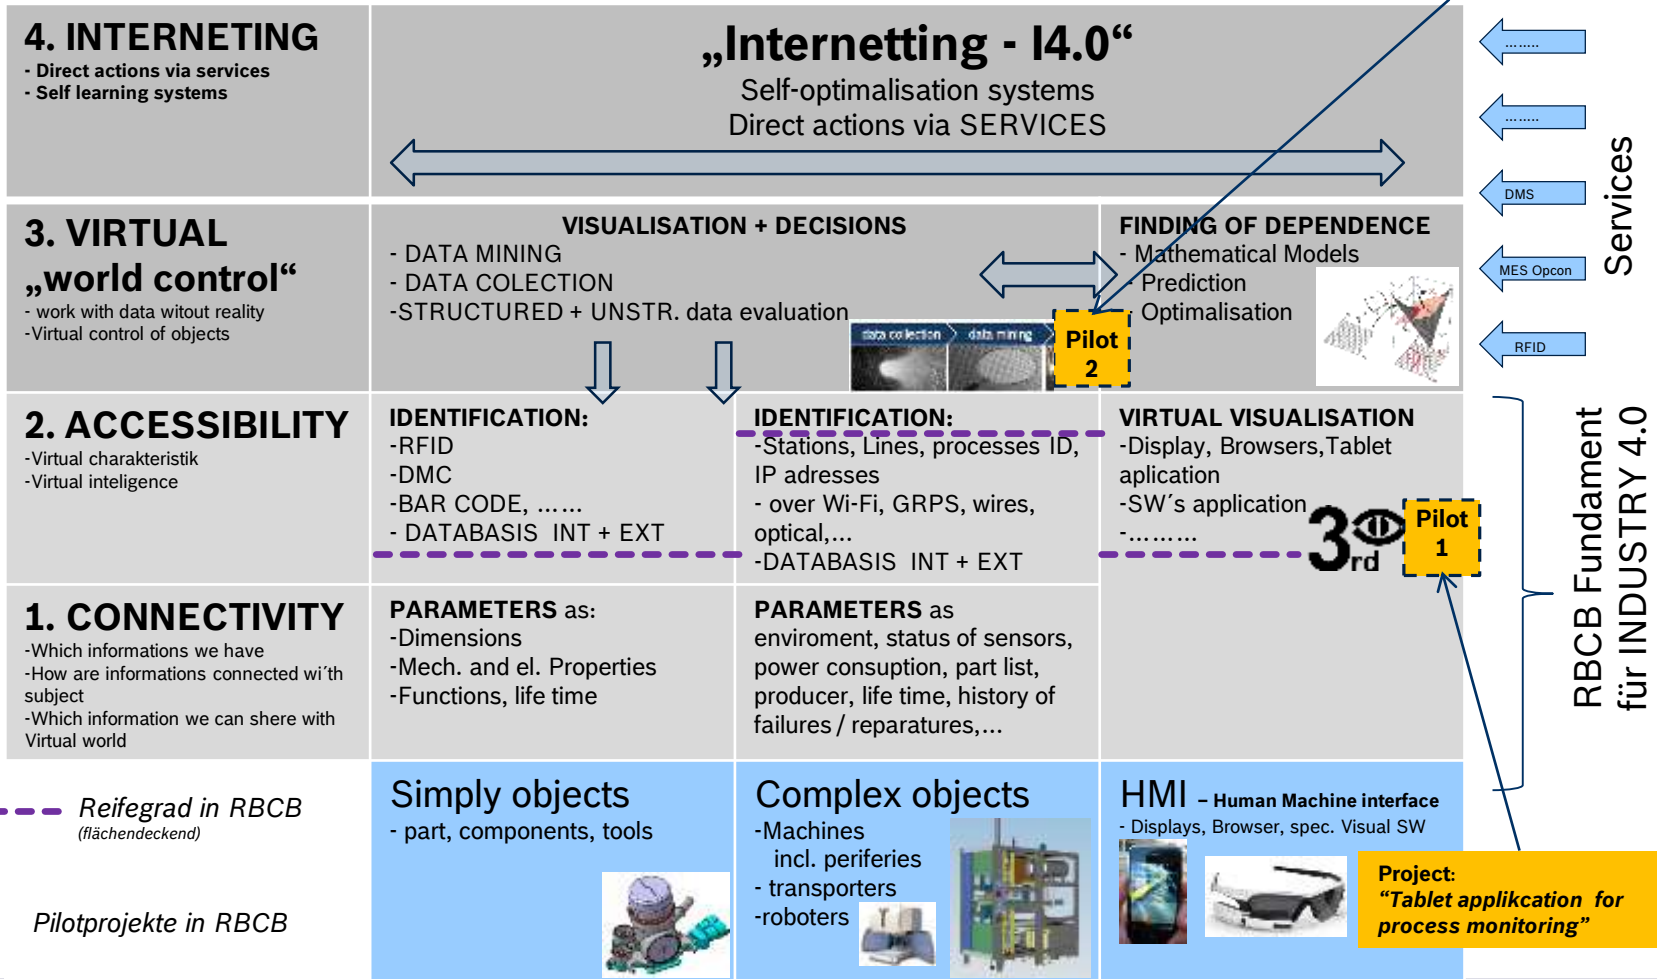 4. INTERNETING
- Direct actions via services
- Self learning systems
„Internetting - I4.0“
Self-optimalisation systems
Direct actions via SERVICES
........
........
DMS
MES Opcon
RFID
Services
3. VIRTUAL
„world control“
- work with data witout reality
-Virtual control of objects
VISUALISATION + DECISIONS
- DATA MINING
- DATA COLECTION
-STRUCTURED + UNSTR. data evaluation
data collection
data mining
Pilot
2
FINDING OF DEPENDENCE
- Mathematical Models
- Prediction
- Optimalisation
2. ACCESSIBILITY
-Virtual charakteristik
-Virtual inteligence
IDENTIFICATION:
-RFID
-DMC
-BAR CODE, ......
- DATABASIS  INT + EXT
IDENTIFICATION:
-Stations, Lines, processes ID,
IP adresses
- over Wi-Fi, GRPS, wires,
optical,...
-DATABASIS  INT + EXT
VIRTUAL VISUALISATION
-Display, Browsers,Tablet
aplication
-SW´s application
-.........
3rd
Pilot
1
RBCB Fundament
für INDUSTRY 4.0
1. CONNECTIVITY
-Which informations we have
-How are informations connected wi´th
subject
-Which information we can shere with
Virtual world
PARAMETERS as:
-Dimensions
-Mech. and el. Properties
-Functions, life time
PARAMETERS as
enviroment, status of sensors,
power consuption, part list,
producer, life time, history of
failures / reparatures,...
Reifegrad in RBCB
(flächendeckend)
Pilotprojekte in RBCB
Simply objects
- part, components, tools
Complex objects
-Machines
incl. periferies
- transporters
-roboters
HMI – Human Machine interface
- Displays, Browser, spec. Visual SW
Project:
“Tablet applikcation for
process monitoring”